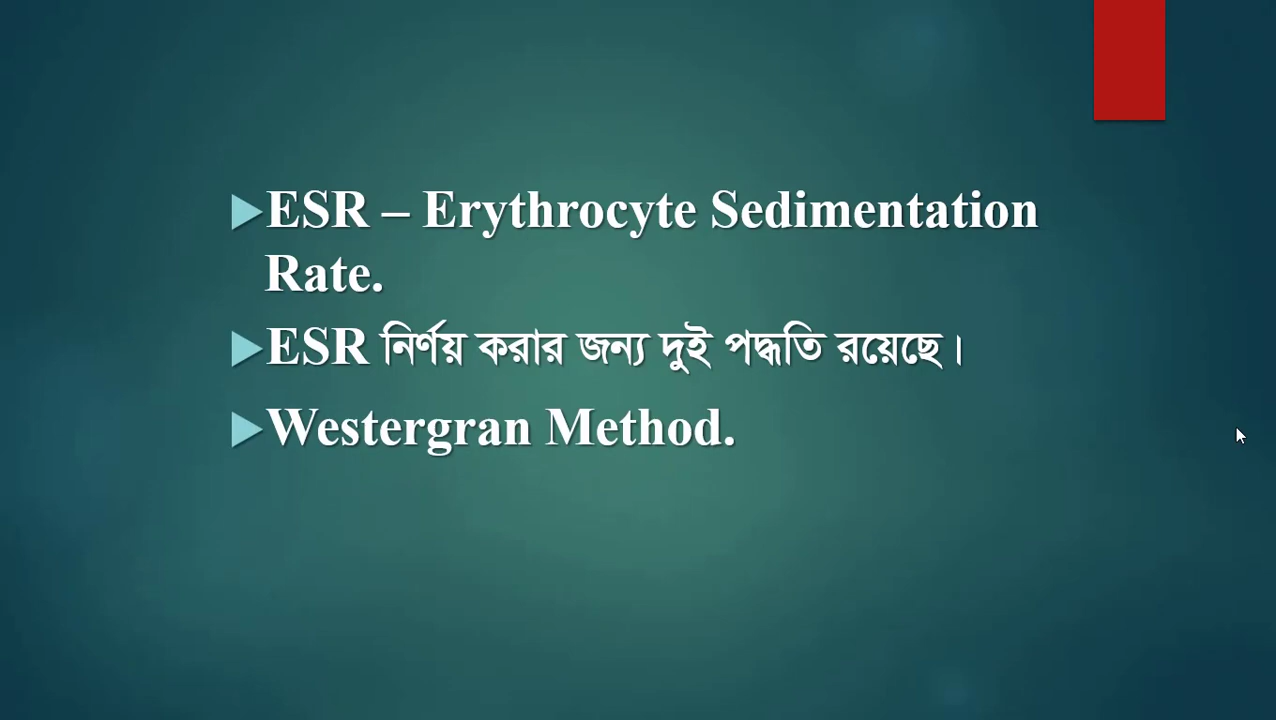 ESR – Erythrocyte Sedimentation
Rate.
ESR নির্ণয় করার জন্য দুই পদ্ধতি রয়েছে।
Westergran Method.